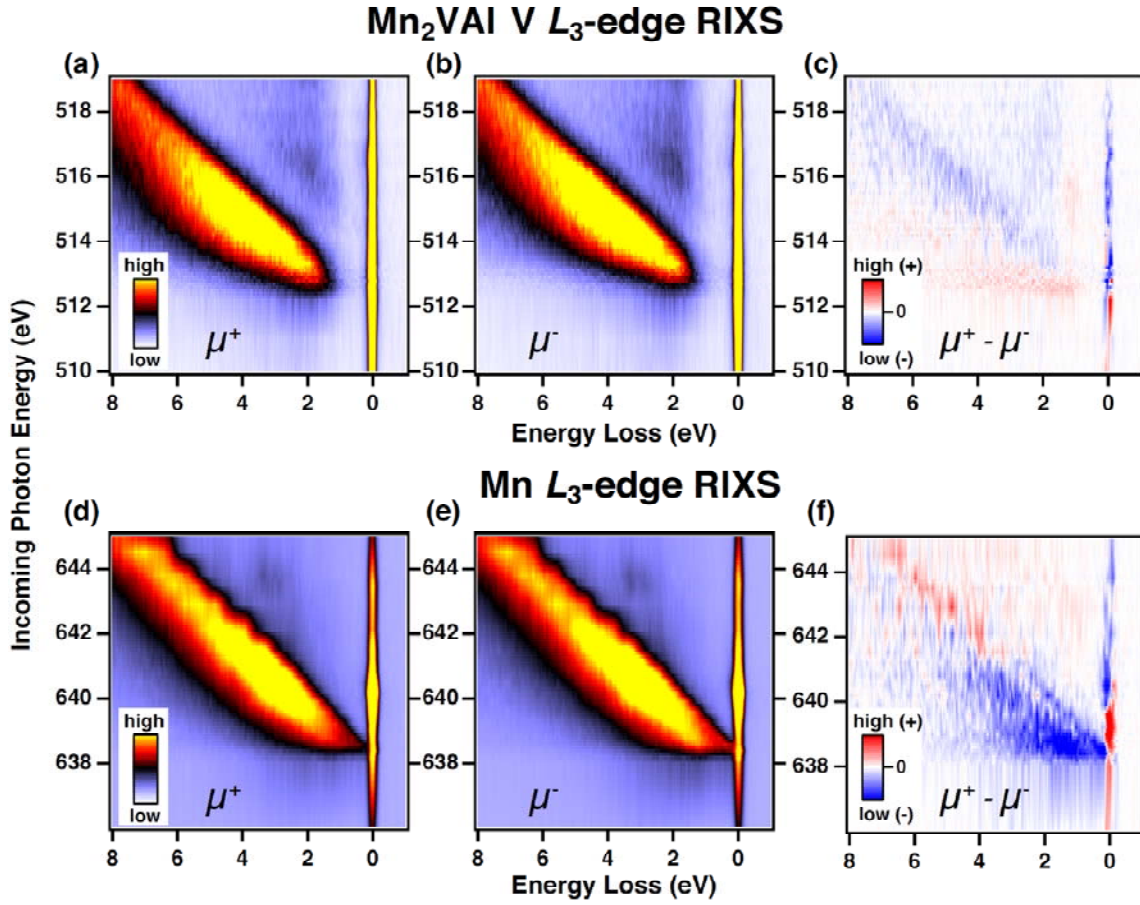 Mn₂VAl V L₃-edge RIXS
(a)
(b)
(c)
518
516
514
512
510
high
low
μ⁺
8 6 4 2 0
518
516
514
512
510
μ⁻
8 6 4 2 0
518
516
514
512
510
high (+)
0
low (-)
μ⁺ - μ⁻
8 6 4 2 0
Energy Loss (eV)
Incoming Photon Energy (eV)
Mn L₃-edge RIXS
(d)
(e)
(f)
644
642
640
638
high
low
μ⁺
8 6 4 2 0
644
642
640
638
μ⁻
8 6 4 2 0
644
642
640
638
high (+)
0
low (-)
μ⁺ - μ⁻
8 6 4 2 0
Energy Loss (eV)